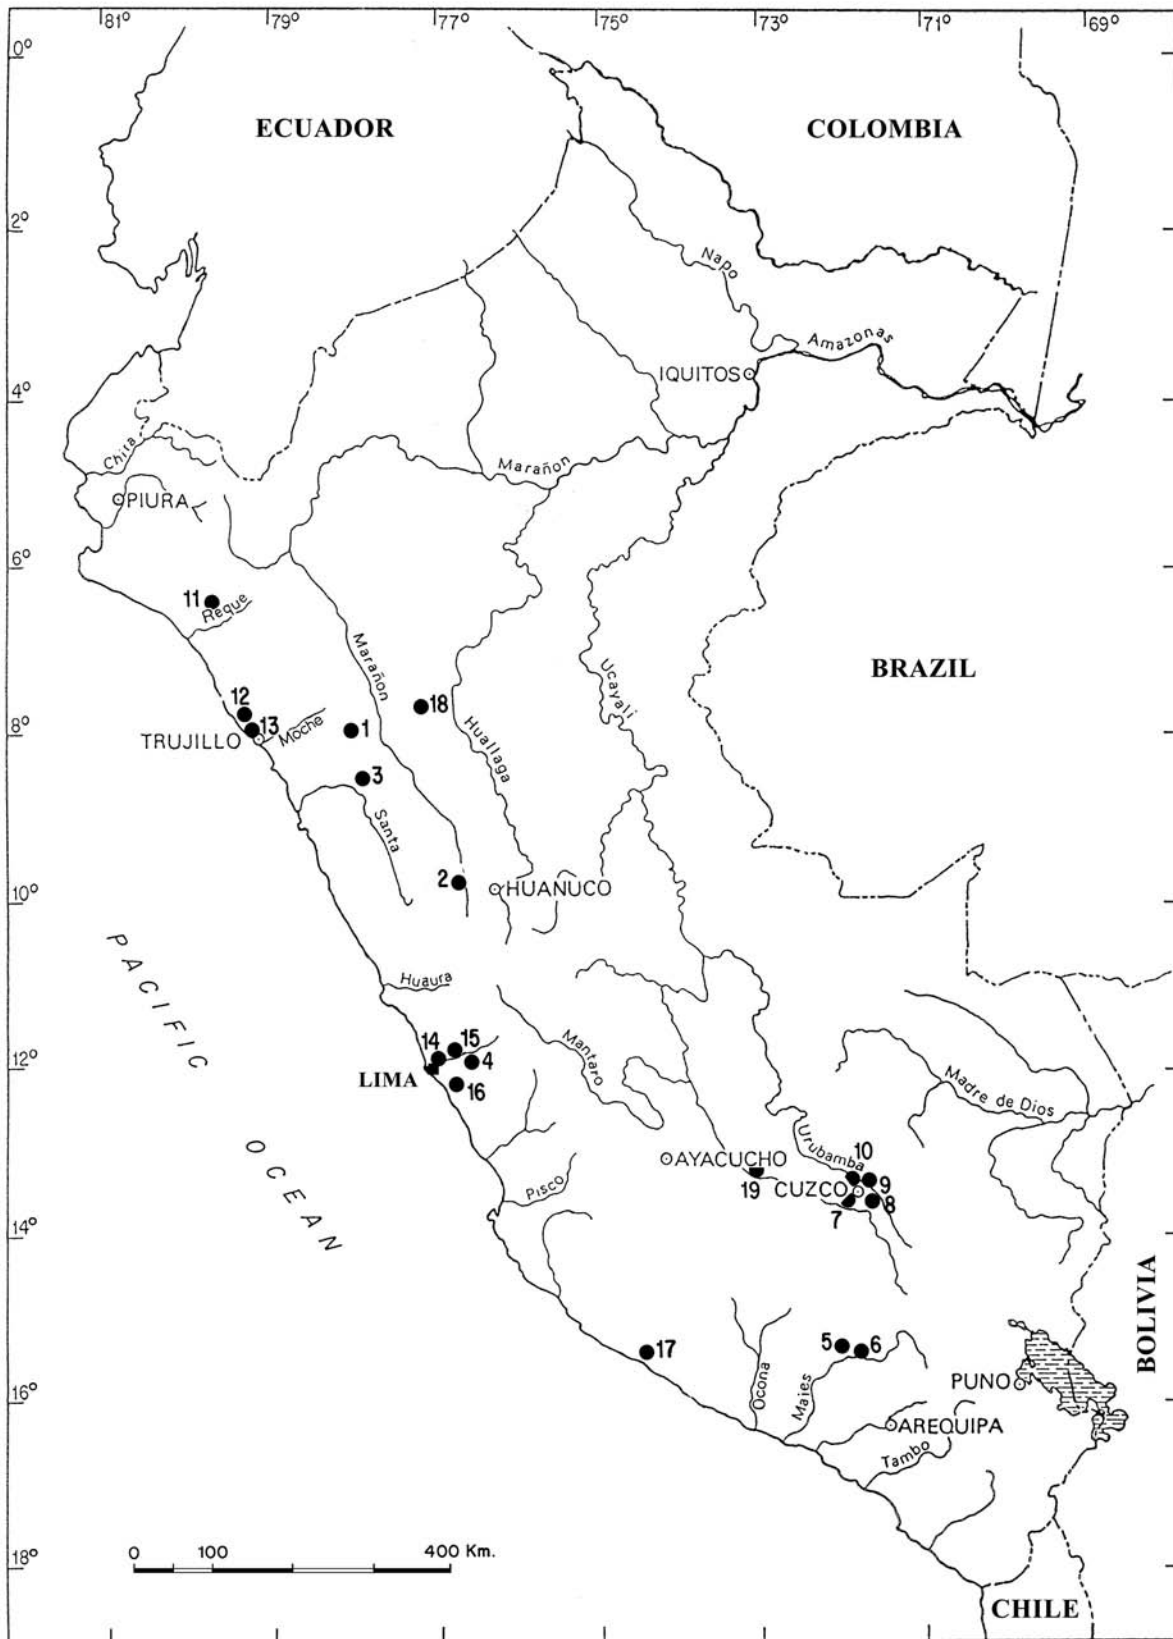 81° 79° 77° 75° 73° 71° 69°
0°
ECUADOR
COLOMBIA
2°
Napo
Amazonas
IQUITOS
4°
Chira
Marañon
PIURA
6°
11
Reque
Marañon
Ucayali
BRAZIL
12
18
13
TRUJILLO
Moche
1
8°
Huallaga
3
Santa
2
HUANUCO
10°
PACIFIC
OCEAN
Huaura
Mantaro
14
15
4
12°
LIMA
16
Madre de Dios
Urubamba
10
AYACUCHO
9
19
CUZCO
Pisco
7
8
14°
BOLIVIA
17
5
6
Ocona
Majes
PUNO
16°
AREQUIPA
Tambo
0 100 400 Km.
18°
CHILE